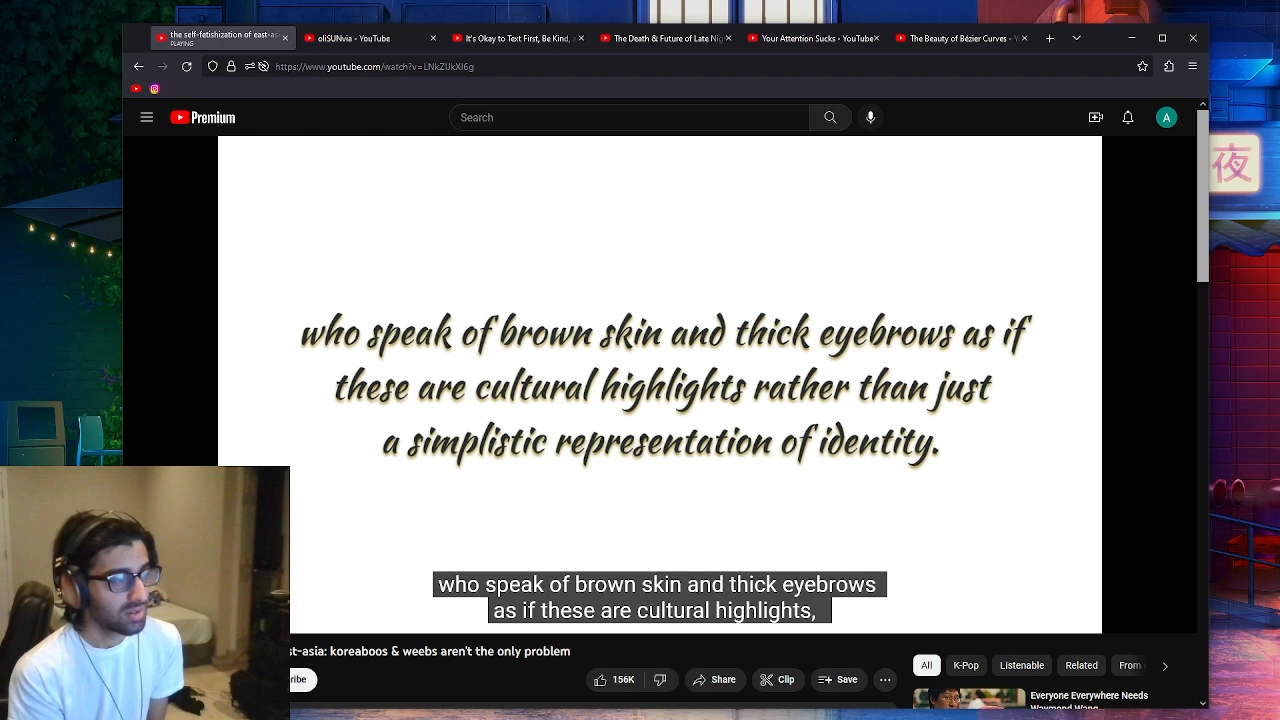 the self-fetishization of east-as
PLAYING
oliSUNvia - YouTube
It's Okay to Text First, Be Kind, a
The Death & Future of Late Nig
Your Attention Sucks - YouTube
The Beauty of Bézier Curves - Y
https://www.youtube.com/watch?v=LNkZlJkXI6g
Premium
Search
A
夜
who speak of brown skin and thick eyebrows as if
these are cultural highlights rather than just
a simplistic representation of identity.
who speak of brown skin and thick eyebrows
as if these are cultural highlights,
st-asia: koreaboos & weebs aren't the only problem
ribe
156K
Share
Clip
Save
All
K-Pop
Listenable
Related
From
Everyone Everywhere Needs
Waymond Wang